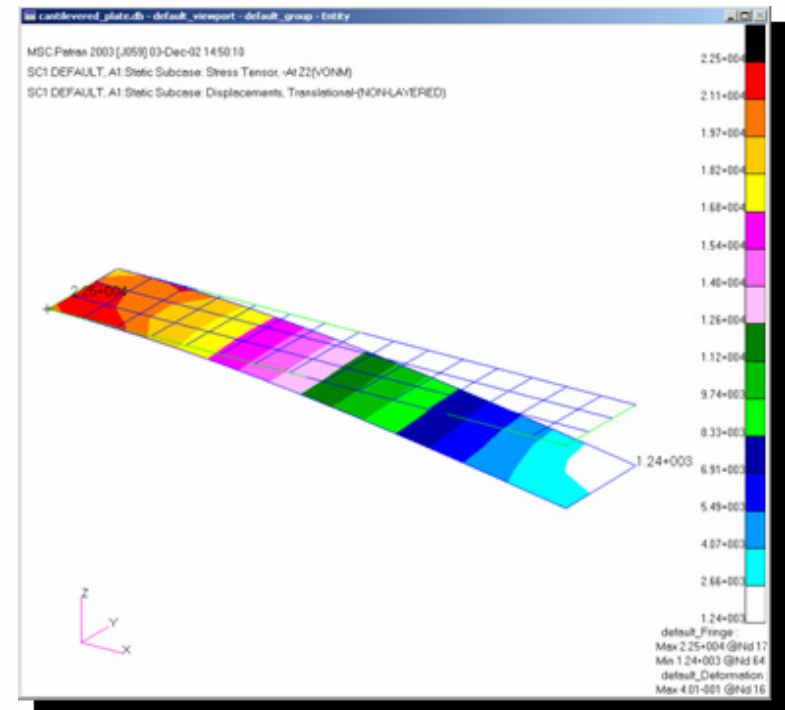 cantilevered_plate.db - default_viewport - default_group - Entity
MSC.Patran 2003 [J059] 03-Dec-02 14:50:10
SC1:DEFAULT, A1:Static Subcase: Stress Tensor, -At Z2(VONM)
SC1:DEFAULT, A1:Static Subcase: Displacements, Translational-(NON-LAYERED)
2.25+004
2.11+004
1.97+004
1.82+004
1.68+004
1.54+004
1.40+004
1.26+004
1.12+004
9.74+003
8.33+003
6.91+003
5.49+003
4.07+003
2.66+003
1.24+003
2.25+004
1.24+003
Z
Y
X
default_Fringe :
Max 2.25+004 @Nd 17
Min 1.24+003 @Nd 64
default_Deformation :
Max 4.01-001 @Nd 16